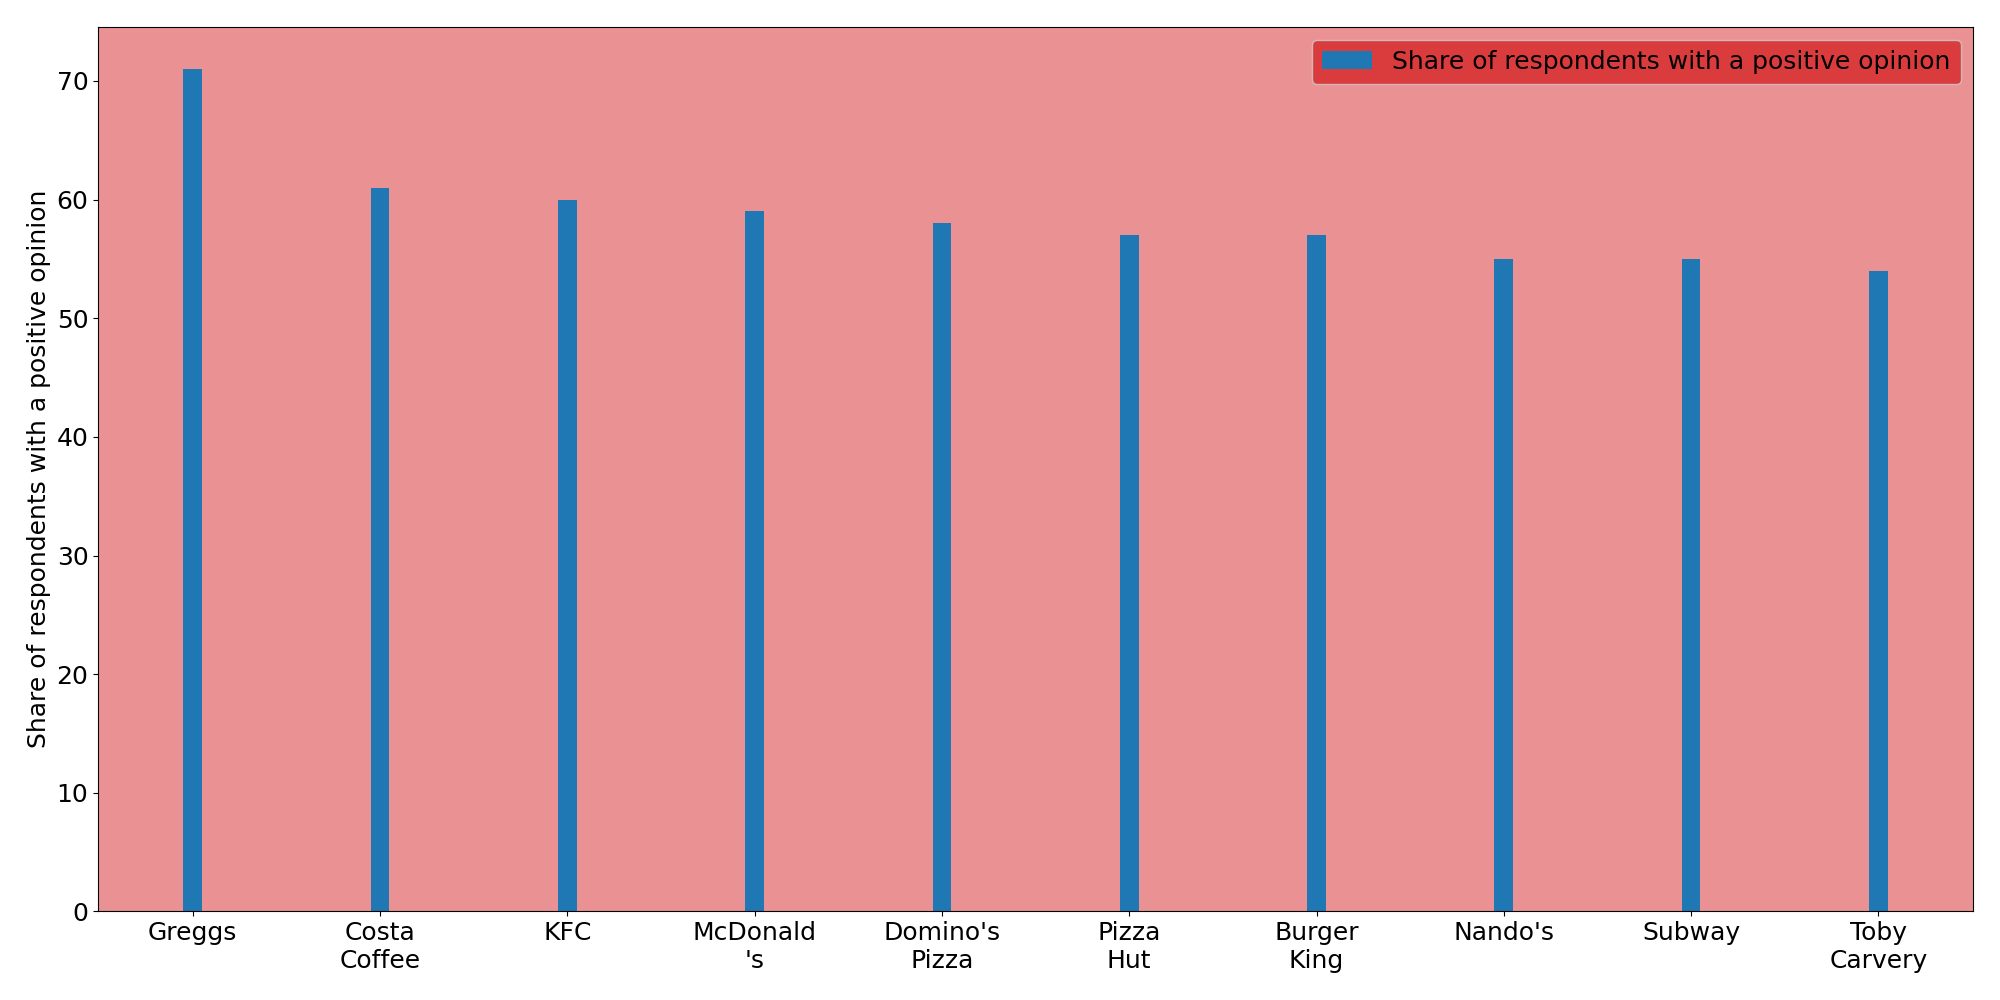 Share of respondents with a positive opinion
Share of respondents with a positive opinion
70
60
50
40
30
20
10
0
Greggs
Costa
Coffee
KFC
McDonald
's
Domino's
Pizza
Pizza
Hut
Burger
King
Nando's
Subway
Toby
Carvery